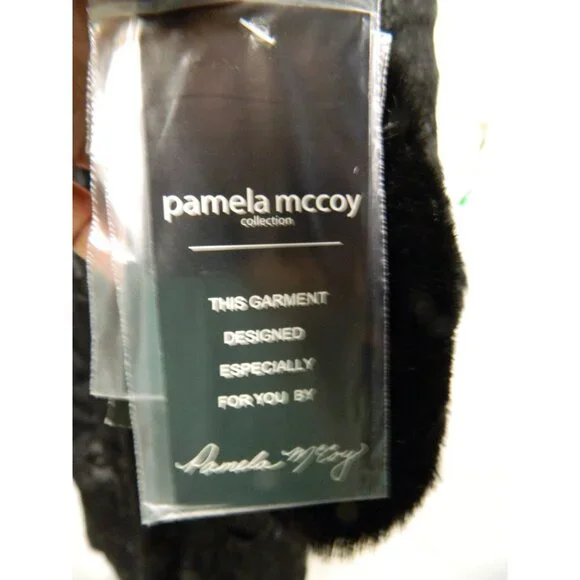 pamela mccoy
collection
THIS GARMENT
DESIGNED
ESPECIALLY
FOR YOU BY
Pamela McCoy